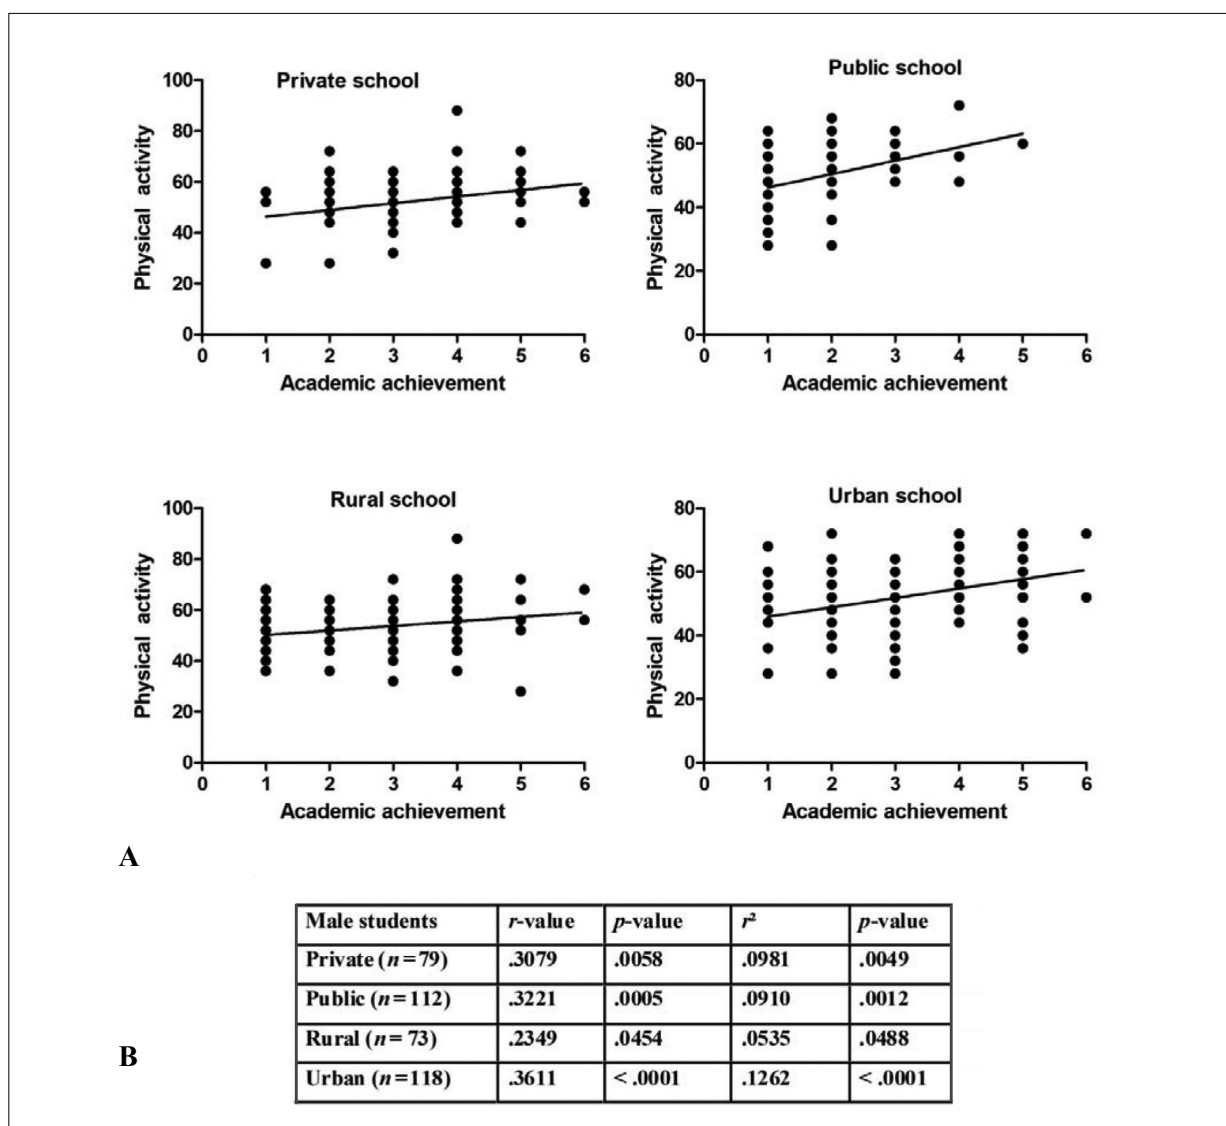 Private school
100
80
60
40
20
0
Physical activity
0 1 2 3 4 5 6
Academic achievement
Public school
80
60
40
20
0
Physical activity
0 1 2 3 4 5 6
Academic achievement
Rural school
100
80
60
40
20
0
Physical activity
0 1 2 3 4 5 6
Academic achievement
Urban school
80
60
40
20
0
Physical activity
0 1 2 3 4 5 6
Academic achievement
A
Male students r-value p-value r² p-value
Private (n=79) .3079 .0058 .0981 .0049
Public (n=112) .3221 .0005 .0910 .0012
Rural (n= 73) .2349 .0454 .0535 .0488
Urban (n=118) .3611 < .0001 .1262 < .0001
B